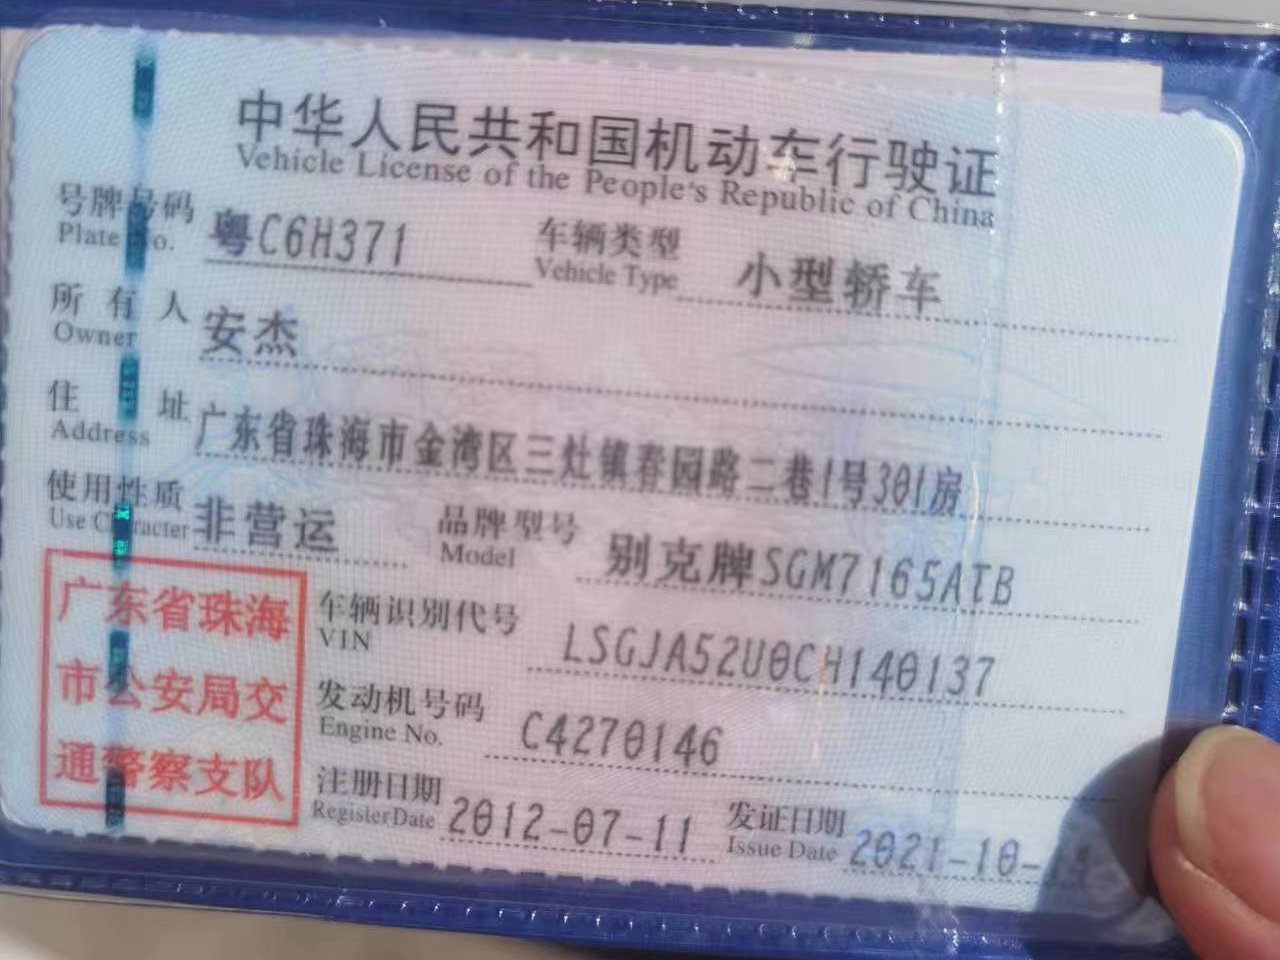 中华人民共和国机动车行驶证
Vehicle License of the People's Republic of China
号牌号码 粤C6H371 车辆类型 小型轿车
Plate No. Vehicle Type
所有人 安杰
Owner
住址 广东省珠海市金湾区三灶镇春园路二巷1号301房
Address
使用性质 非营运 品牌型号 别克牌SGM7165ATB
Use Character Model
广东省珠海
市公安局交
通警察支队
车辆识别代号 LSGJA52U0CH140137
VIN
发动机号码 C4270146
Engine No.
注册日期 2012-07-11 发证日期 2021-10-
Register Date Issue Date